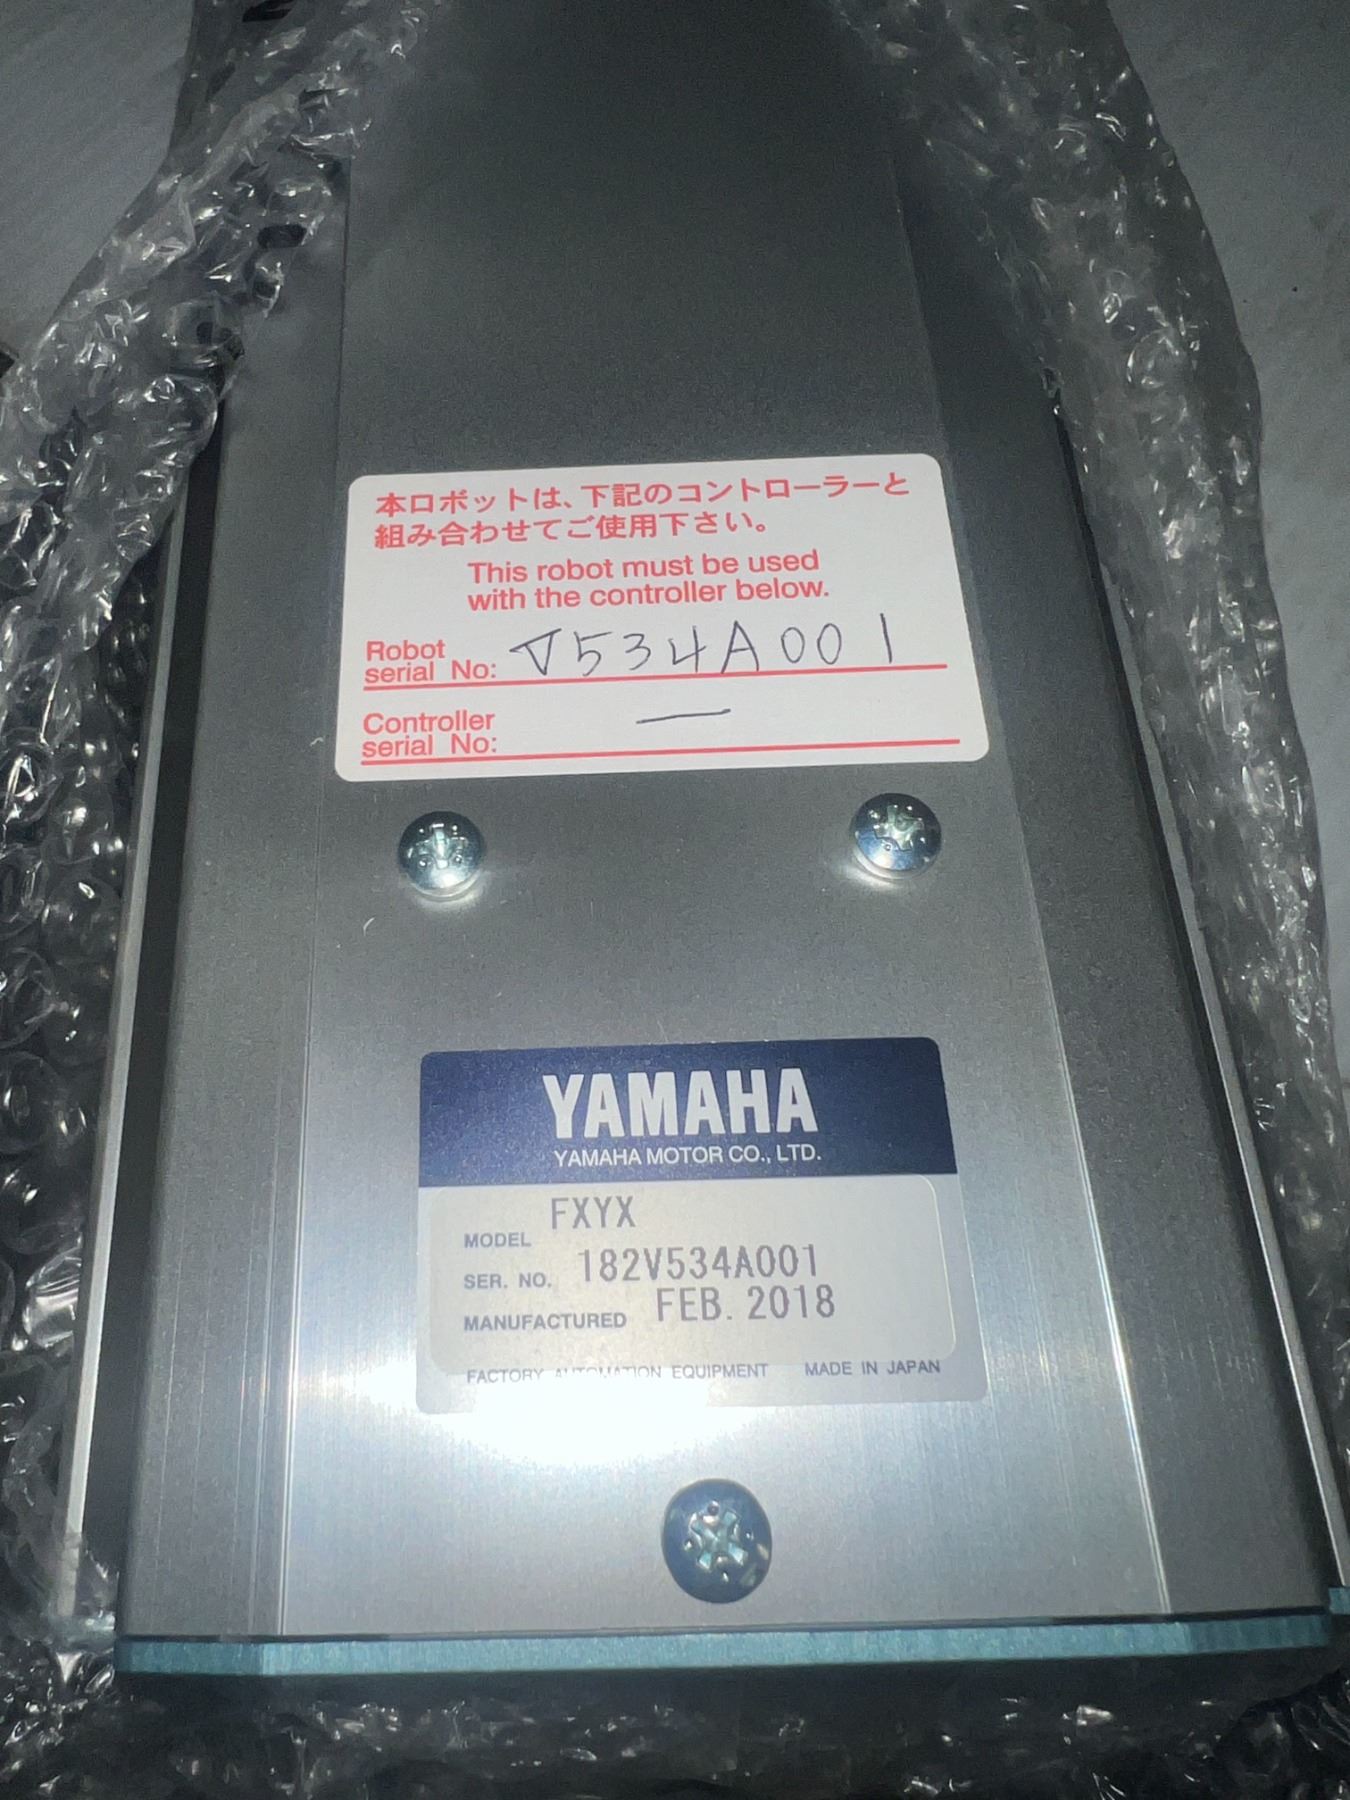 本ロボットは、下記のコントローラーと
組み合わせてご使用下さい。
This robot must be used
with the controller below.
Robot
serial No: V534A001
Controller
serial No: —
YAMAHA
YAMAHA MOTOR CO., LTD.
MODEL FXYX
SER. NO. 182V534A001
MANUFACTURED FEB. 2018
FACTORY AUTOMATION EQUIPMENT MADE IN JAPAN